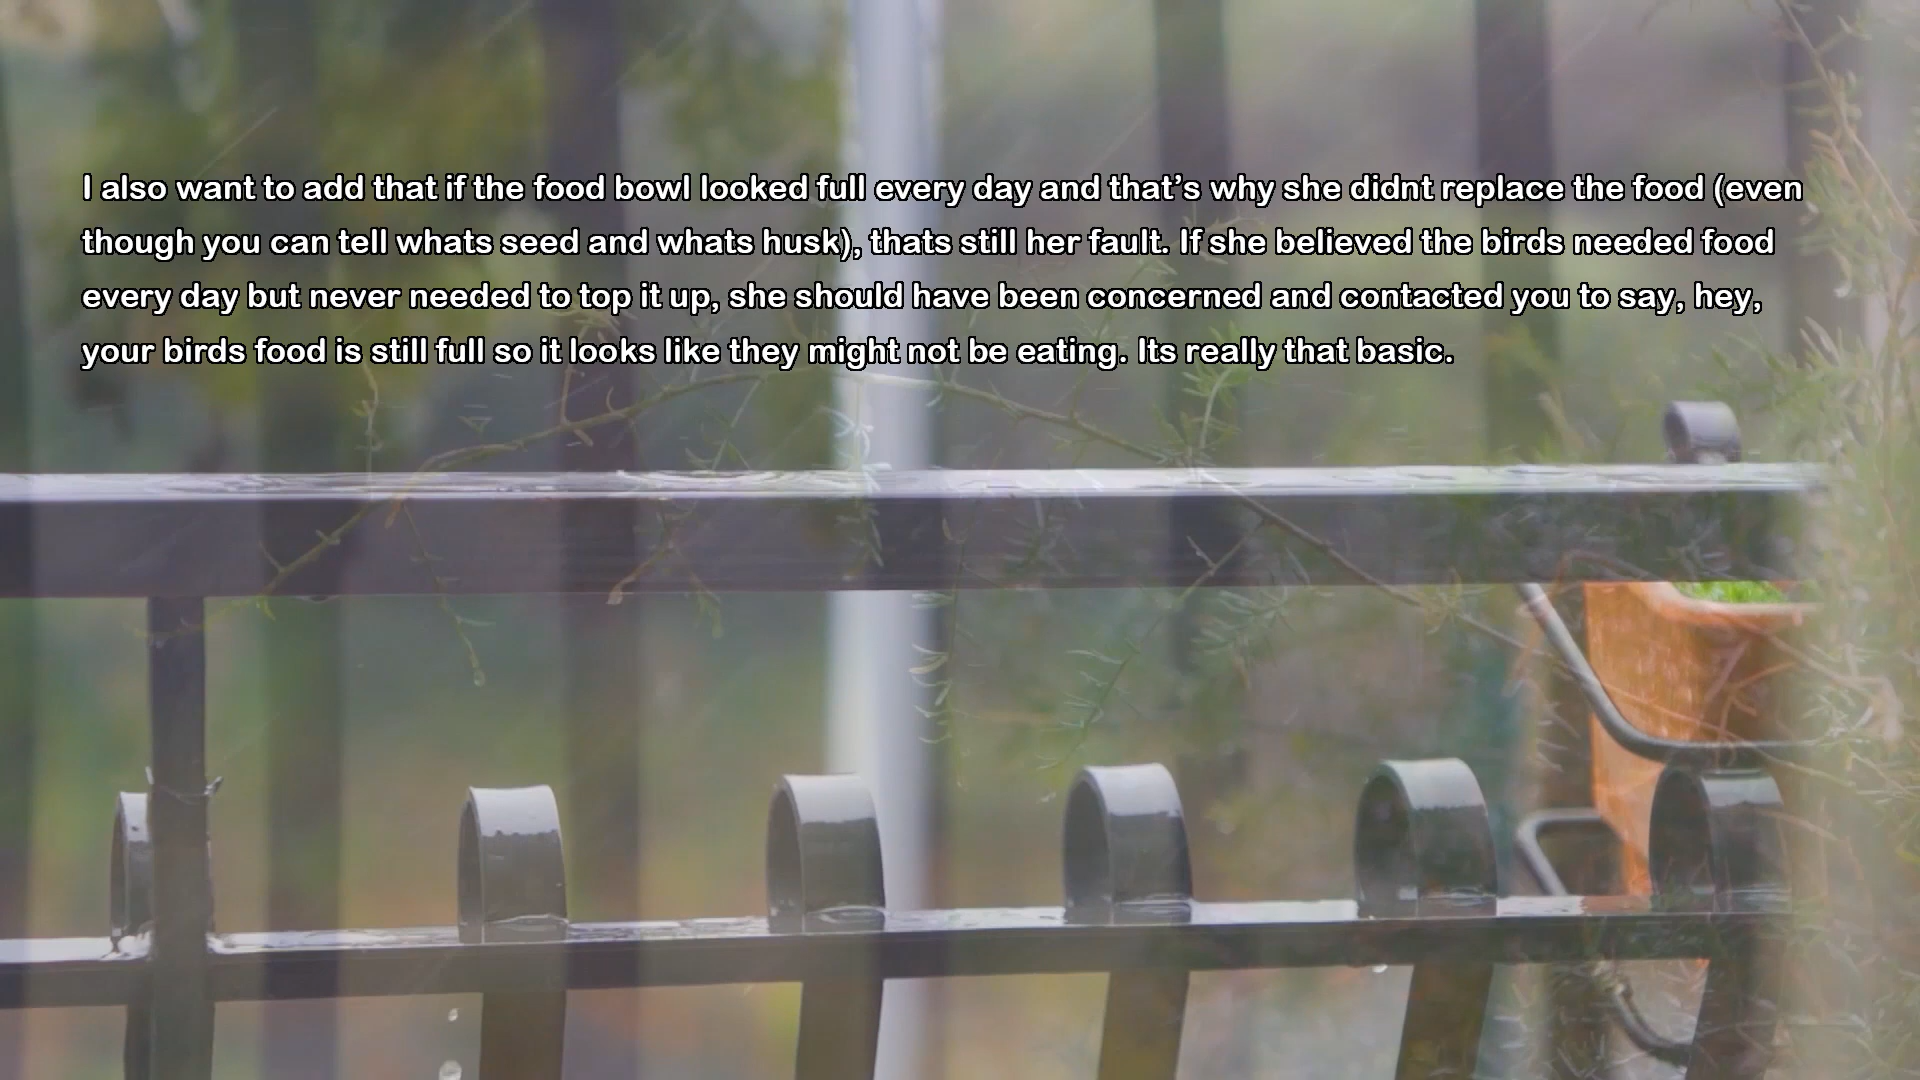 I also want to add that if the food bowl looked full every day and that’s why she didnt replace the food (even
though you can tell whats seed and whats husk), thats still her fault. If she believed the birds needed food
every day but never needed to top it up, she should have been concerned and contacted you to say, hey,
your birds food is still full so it looks like they might not be eating. Its really that basic.